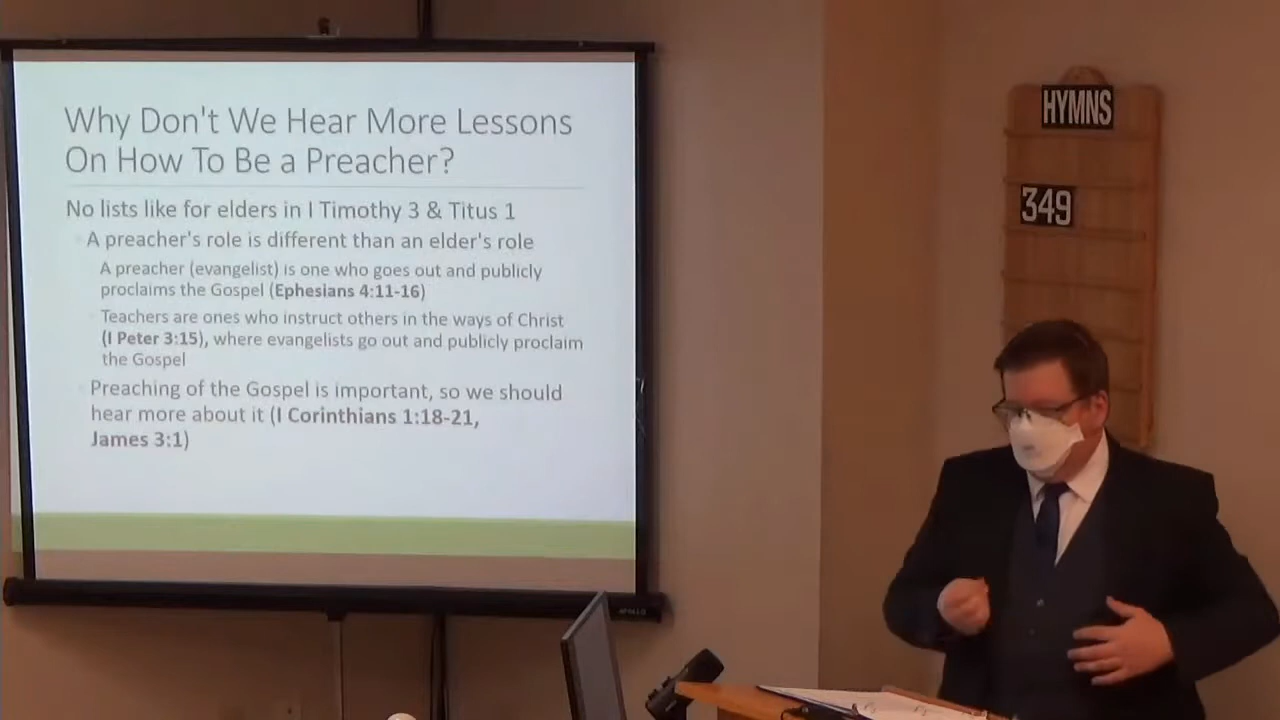 Why Don't We Hear More Lessons
On How To Be a Preacher?
No lists like for elders in I Timothy 3 & Titus 1
A preacher's role is different than an elder's role
A preacher (evangelist) is one who goes out and publicly
proclaims the Gospel (Ephesians 4:11-16)
Teachers are ones who instruct others in the ways of Christ
(I Peter 3:15), where evangelists go out and publicly proclaim
the Gospel
Preaching of the Gospel is important, so we should
hear more about it (I Corinthians 1:18-21,
James 3:1)
APOLLO
HYMNS
349